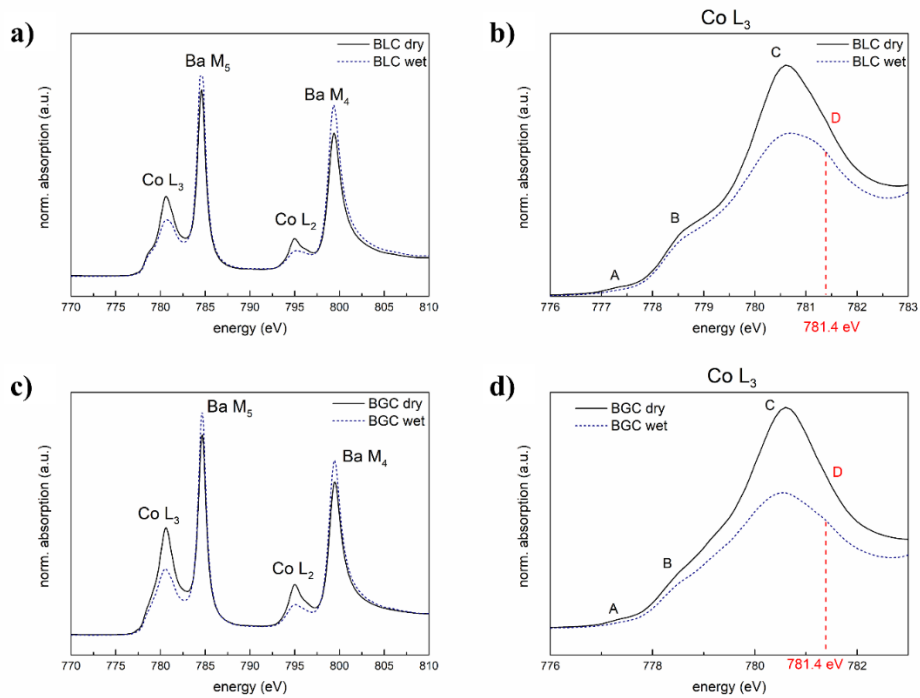 a)
BLC dry
BLC wet
Ba M5
Ba M4
Co L3
Co L2
norm. absorption (a.u.)
770 775 780 785 790 795 800 805 810
energy (eV)
b)
Co L3
BLC dry
BLC wet
C
D
B
A
norm. absorption (a.u.)
776 777 778 779 780 781 782 783
energy (eV)
781.4 eV
c)
Ba M5
BGC dry
BGC wet
Ba M4
Co L3
Co L2
norm. absorption (a.u.)
770 775 780 785 790 795 800 805 810
energy (eV)
d)
Co L3
BGC dry
BGC wet
C
D
B
A
norm. absorption (a.u.)
776 778 780 782
energy (eV)
781.4 eV